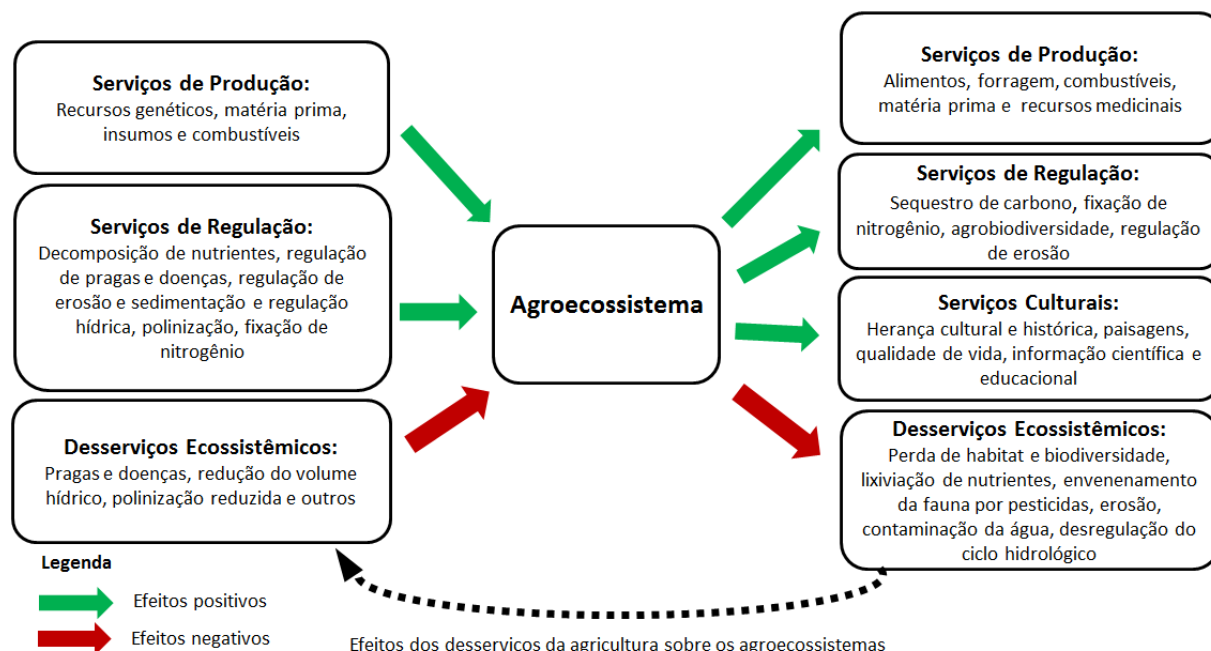 Serviços de Produção:
Recursos genéticos, matéria prima,
insumos e combustíveis
Serviços de Regulação:
Decomposição de nutrientes, regulação
de pragas e doenças, regulação de
erosão e sedimentação e regulação
hídrica, polinização, fixação de
nitrogênio
Desserviços Ecossistêmicos:
Pragas e doenças, redução do volume
hídrico, polinização reduzida e outros
Agroecossistema
Serviços de Produção:
Alimentos, forragem, combustíveis,
matéria prima e recursos medicinais
Serviços de Regulação:
Sequestro de carbono, fixação de
nitrogênio, agrobiodiversidade, regulação
de erosão
Serviços Culturais:
Herança cultural e histórica, paisagens,
qualidade de vida, informação científica e
educacional
Desserviços Ecossistêmicos:
Perda de habitat e biodiversidade,
lixiviação de nutrientes, envenenamento
da fauna por pesticidas, erosão,
contaminação da água, desregulação do
ciclo hidrológico
Legenda
Efeitos positivos
Efeitos negativos
Efeitos dos desserviços da agricultura sobre os agroecossistemas